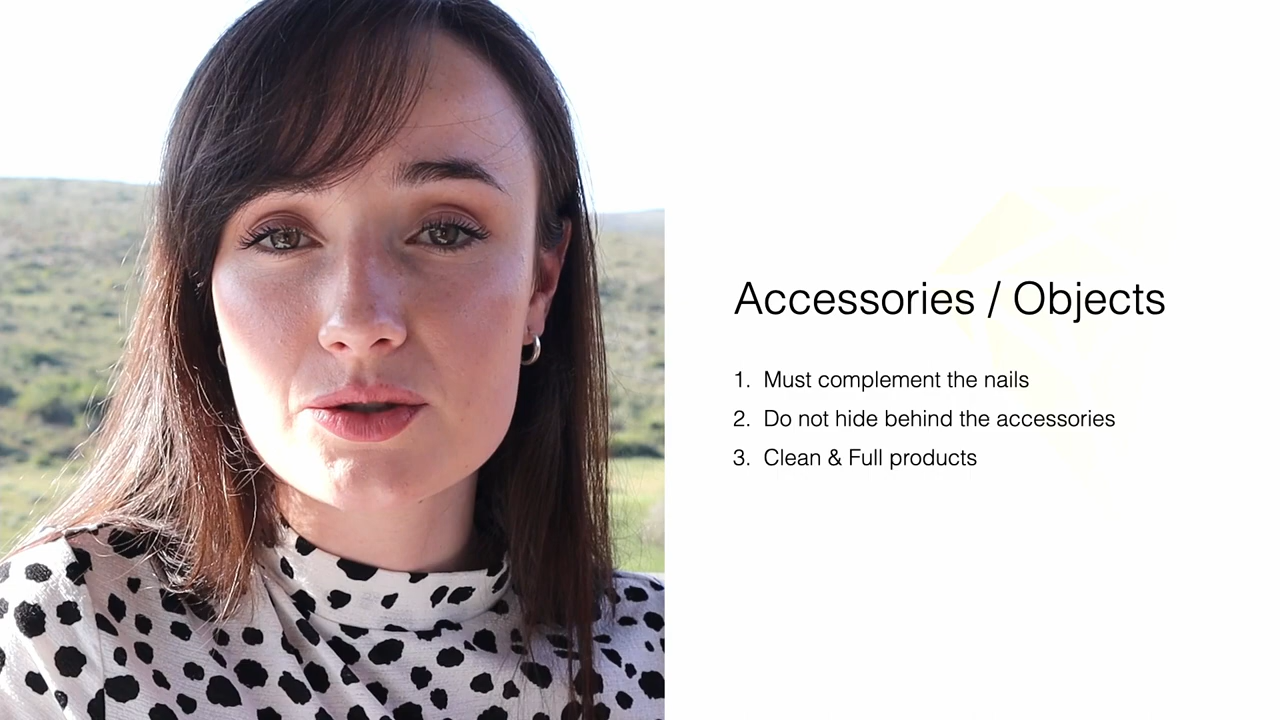 Accessories / Objects
1. Must complement the nails
2. Do not hide behind the accessories
3. Clean & Full products